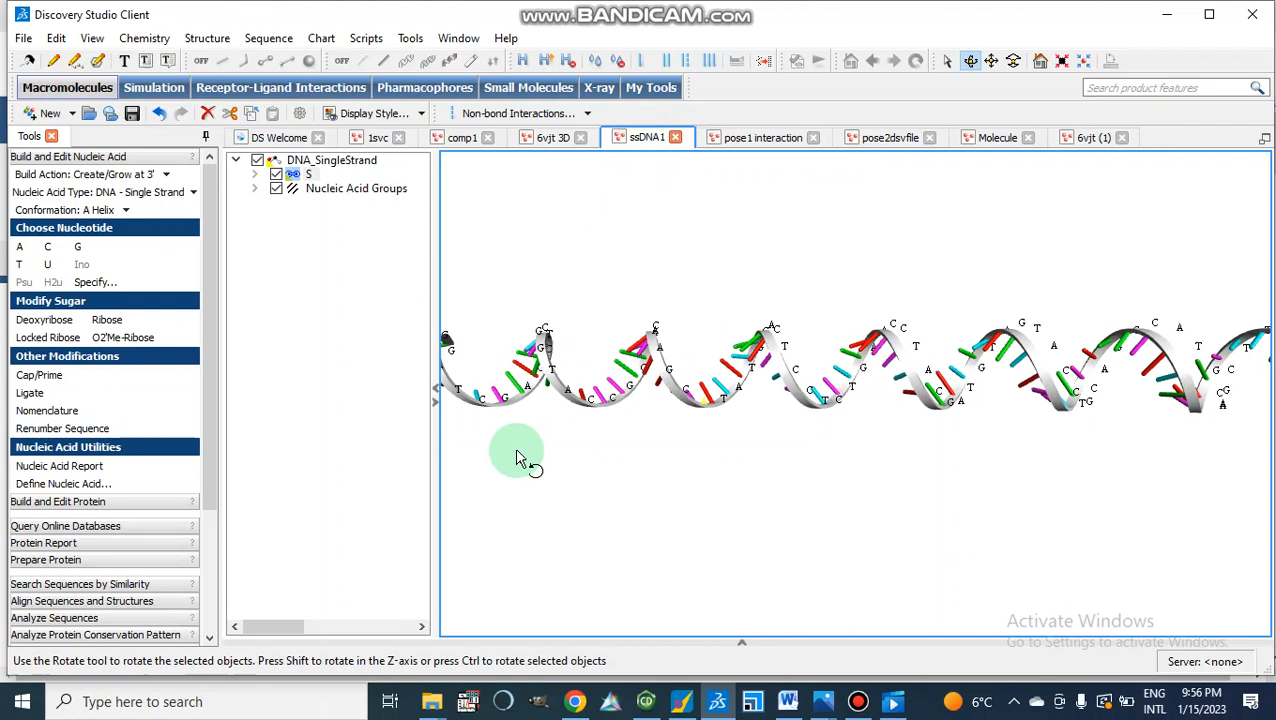 Discovery Studio Client
www.BANDICAM.com
File Edit View Chemistry Structure Sequence Chart Scripts Tools Window Help
OFF OFF
Macromolecules Simulation Receptor-Ligand Interactions Pharmacophores Small Molecules X-ray My Tools
Search product features
New Display Style... Non-bond Interactions...
Tools
DS Welcome 1svc comp1 6vjt 3D ssDNA1 pose1 interaction pose2dsvfile Molecule 6vjt (1)
Build and Edit Nucleic Acid
Build Action: Create/Grow at 3'
Nucleic Acid Type: DNA - Single Strand
Conformation: A Helix
Choose Nucleotide
A C G
T U Ino
Psu H2u Specify...
Modify Sugar
Deoxyribose Ribose
Locked Ribose O2'Me-Ribose
Other Modifications
Cap/Prime
Ligate
Nomenclature
Renumber Sequence
Nucleic Acid Utilities
Nucleic Acid Report
Define Nucleic Acid...
Build and Edit Protein ?
Query Online Databases ?
Protein Report ?
Prepare Protein ?
Search Sequences by Similarity ?
Align Sequences and Structures ?
Analyze Sequences ?
Analyze Protein Conservation Pattern ?
DNA_SingleStrand
S
Nucleic Acid Groups
Activate Windows
Go to Settings to activate Windows.
Use the Rotate tool to rotate the selected objects. Press Shift to rotate in the Z-axis or press Ctrl to rotate selected objects
Server: <none>
Type here to search
6°C
ENG
INTL
9:56 PM
1/15/2023